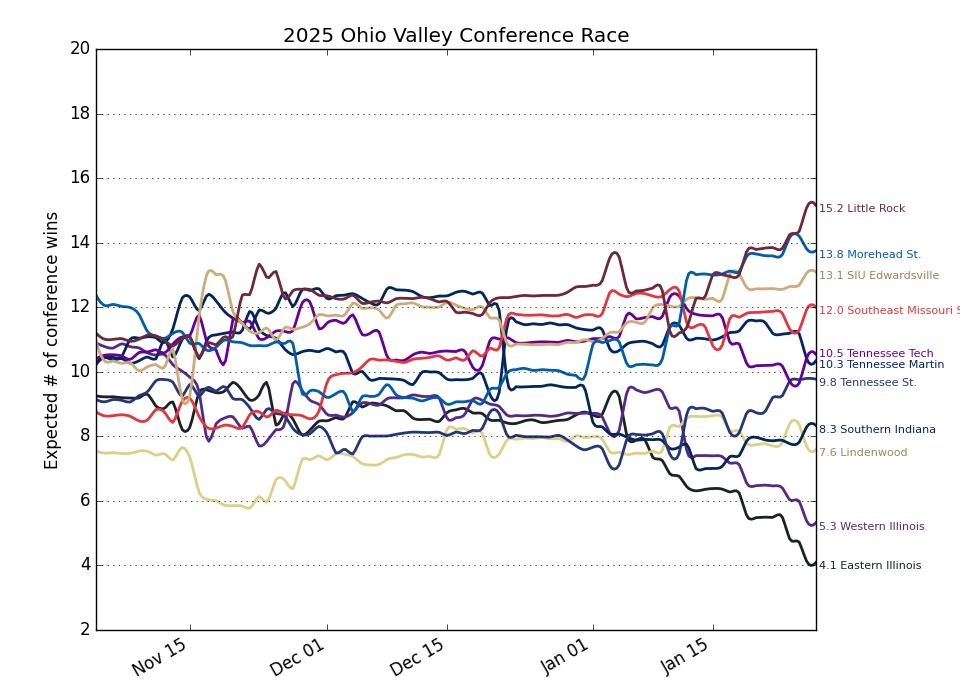 2025 Ohio Valley Conference Race
Expected # of conference wins
20
18
16
14
12
10
8
6
4
2
Nov 15
Dec 01
Dec 15
Jan 01
Jan 15
15.2 Little Rock
13.8 Morehead St.
13.1 SIU Edwardsville
12.0 Southeast Missouri S
10.5 Tennessee Tech
10.3 Tennessee Martin
9.8 Tennessee St.
8.3 Southern Indiana
7.6 Lindenwood
5.3 Western Illinois
4.1 Eastern Illinois